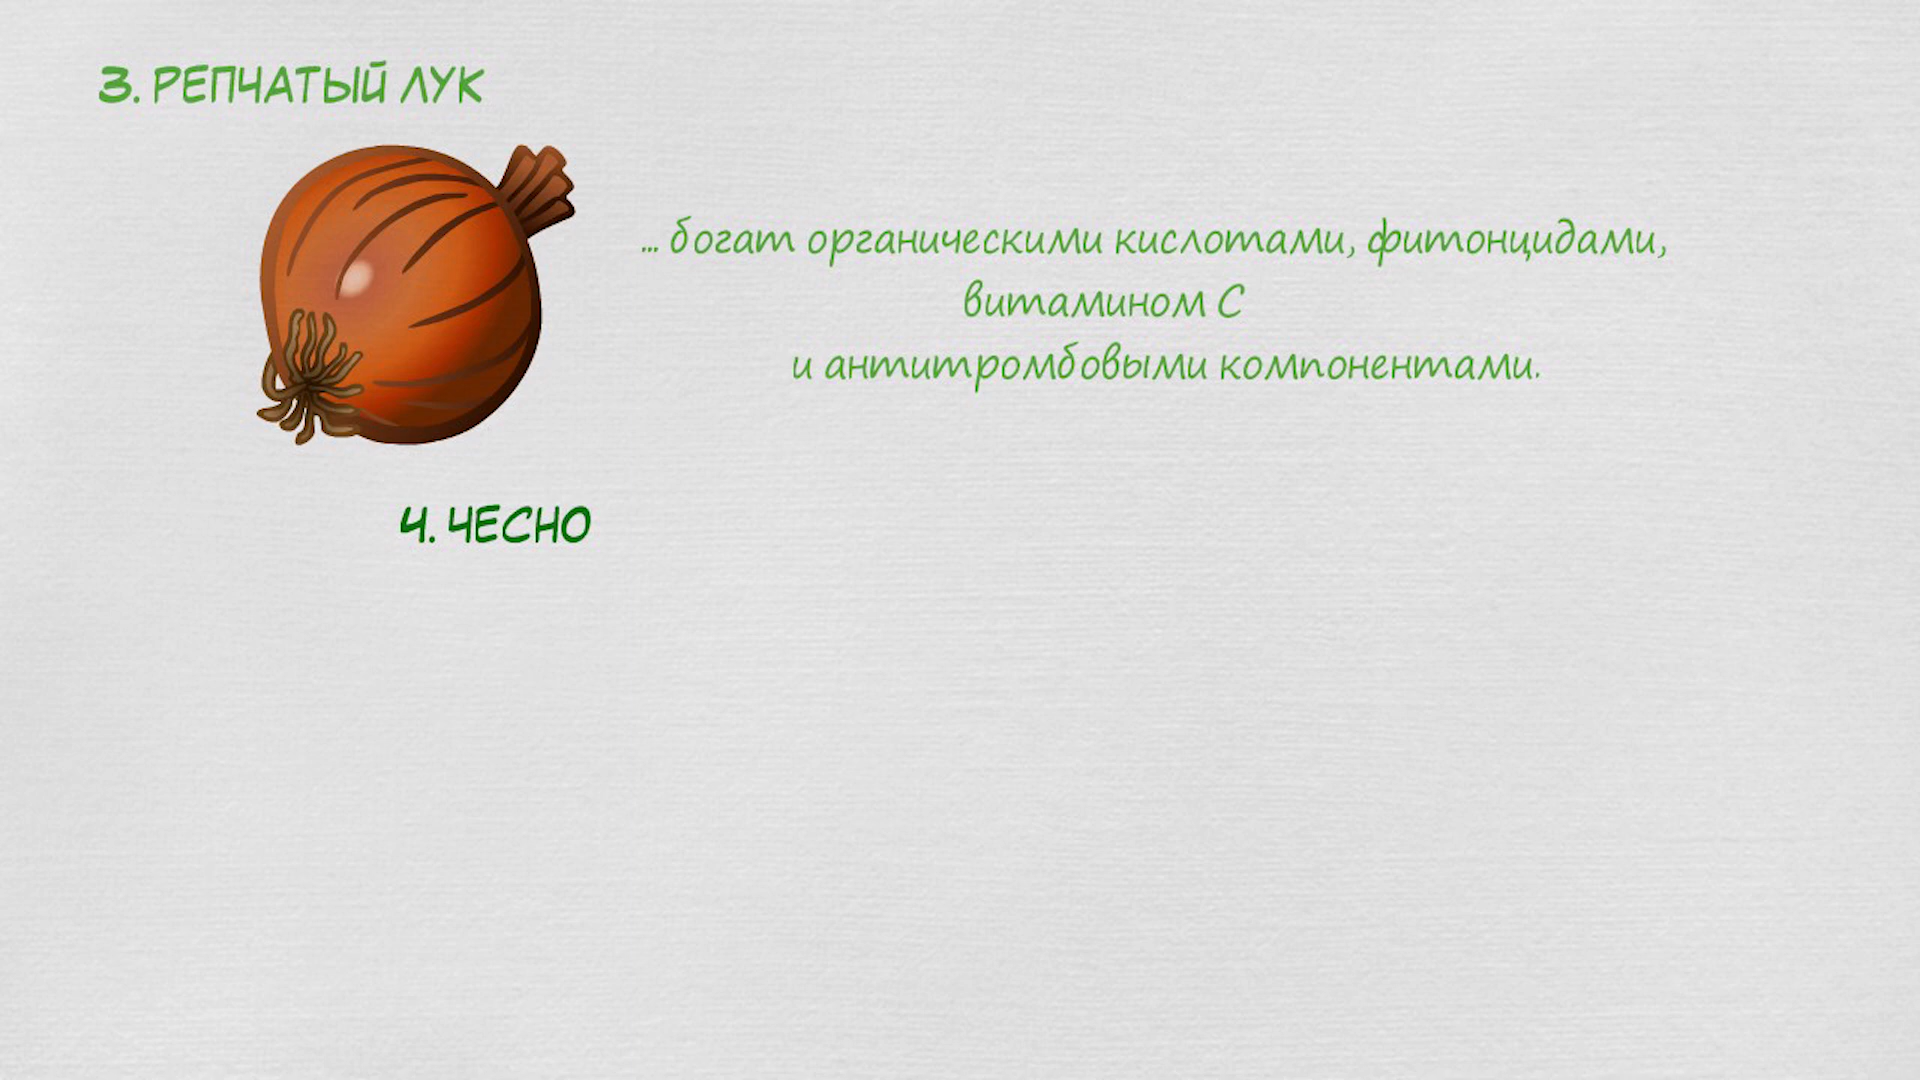 3. РЕПЧАТЫЙ ЛУК
... богат органическими кислотами, фитонцидами,
витамином С
и антитромбовыми компонентами.
4. ЧЕСНО